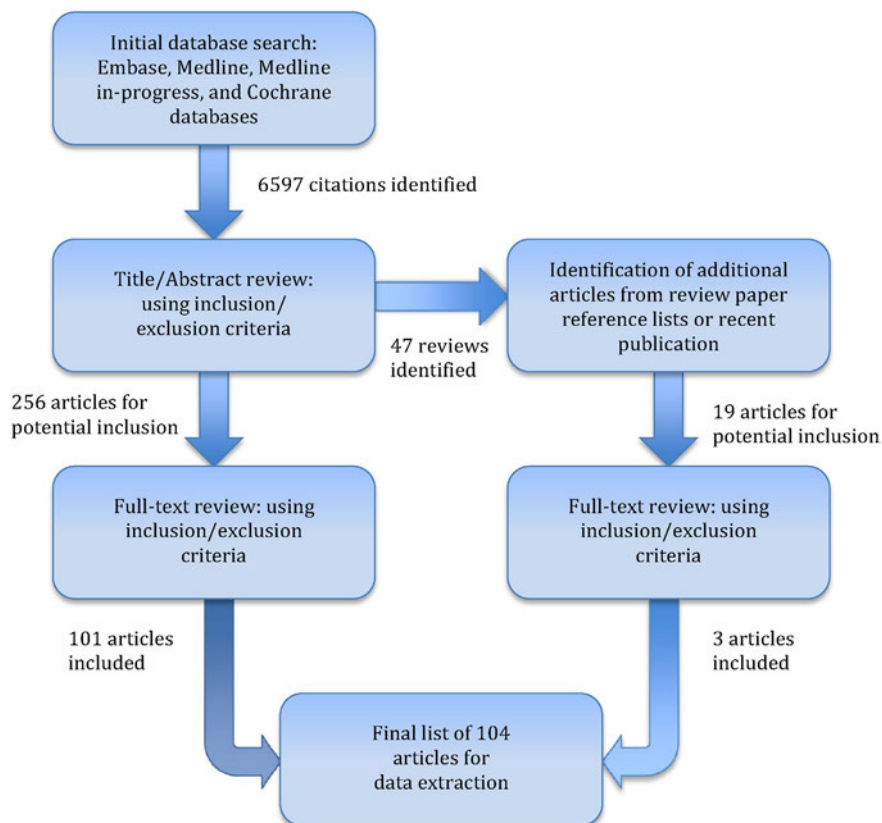 Initial database search:
Embase, Medline, Medline
in-progress, and Cochrane
databases
6597 citations identified
Title/Abstract review:
using inclusion/
exclusion criteria
47 reviews
identified
Identification of additional
articles from review paper
reference lists or recent
publication
256 articles for
potential inclusion
19 articles for
potential inclusion
Full-text review: using
inclusion/exclusion
criteria
Full-text review: using
inclusion/exclusion
criteria
101 articles
included
3 articles
included
Final list of 104
articles for
data extraction